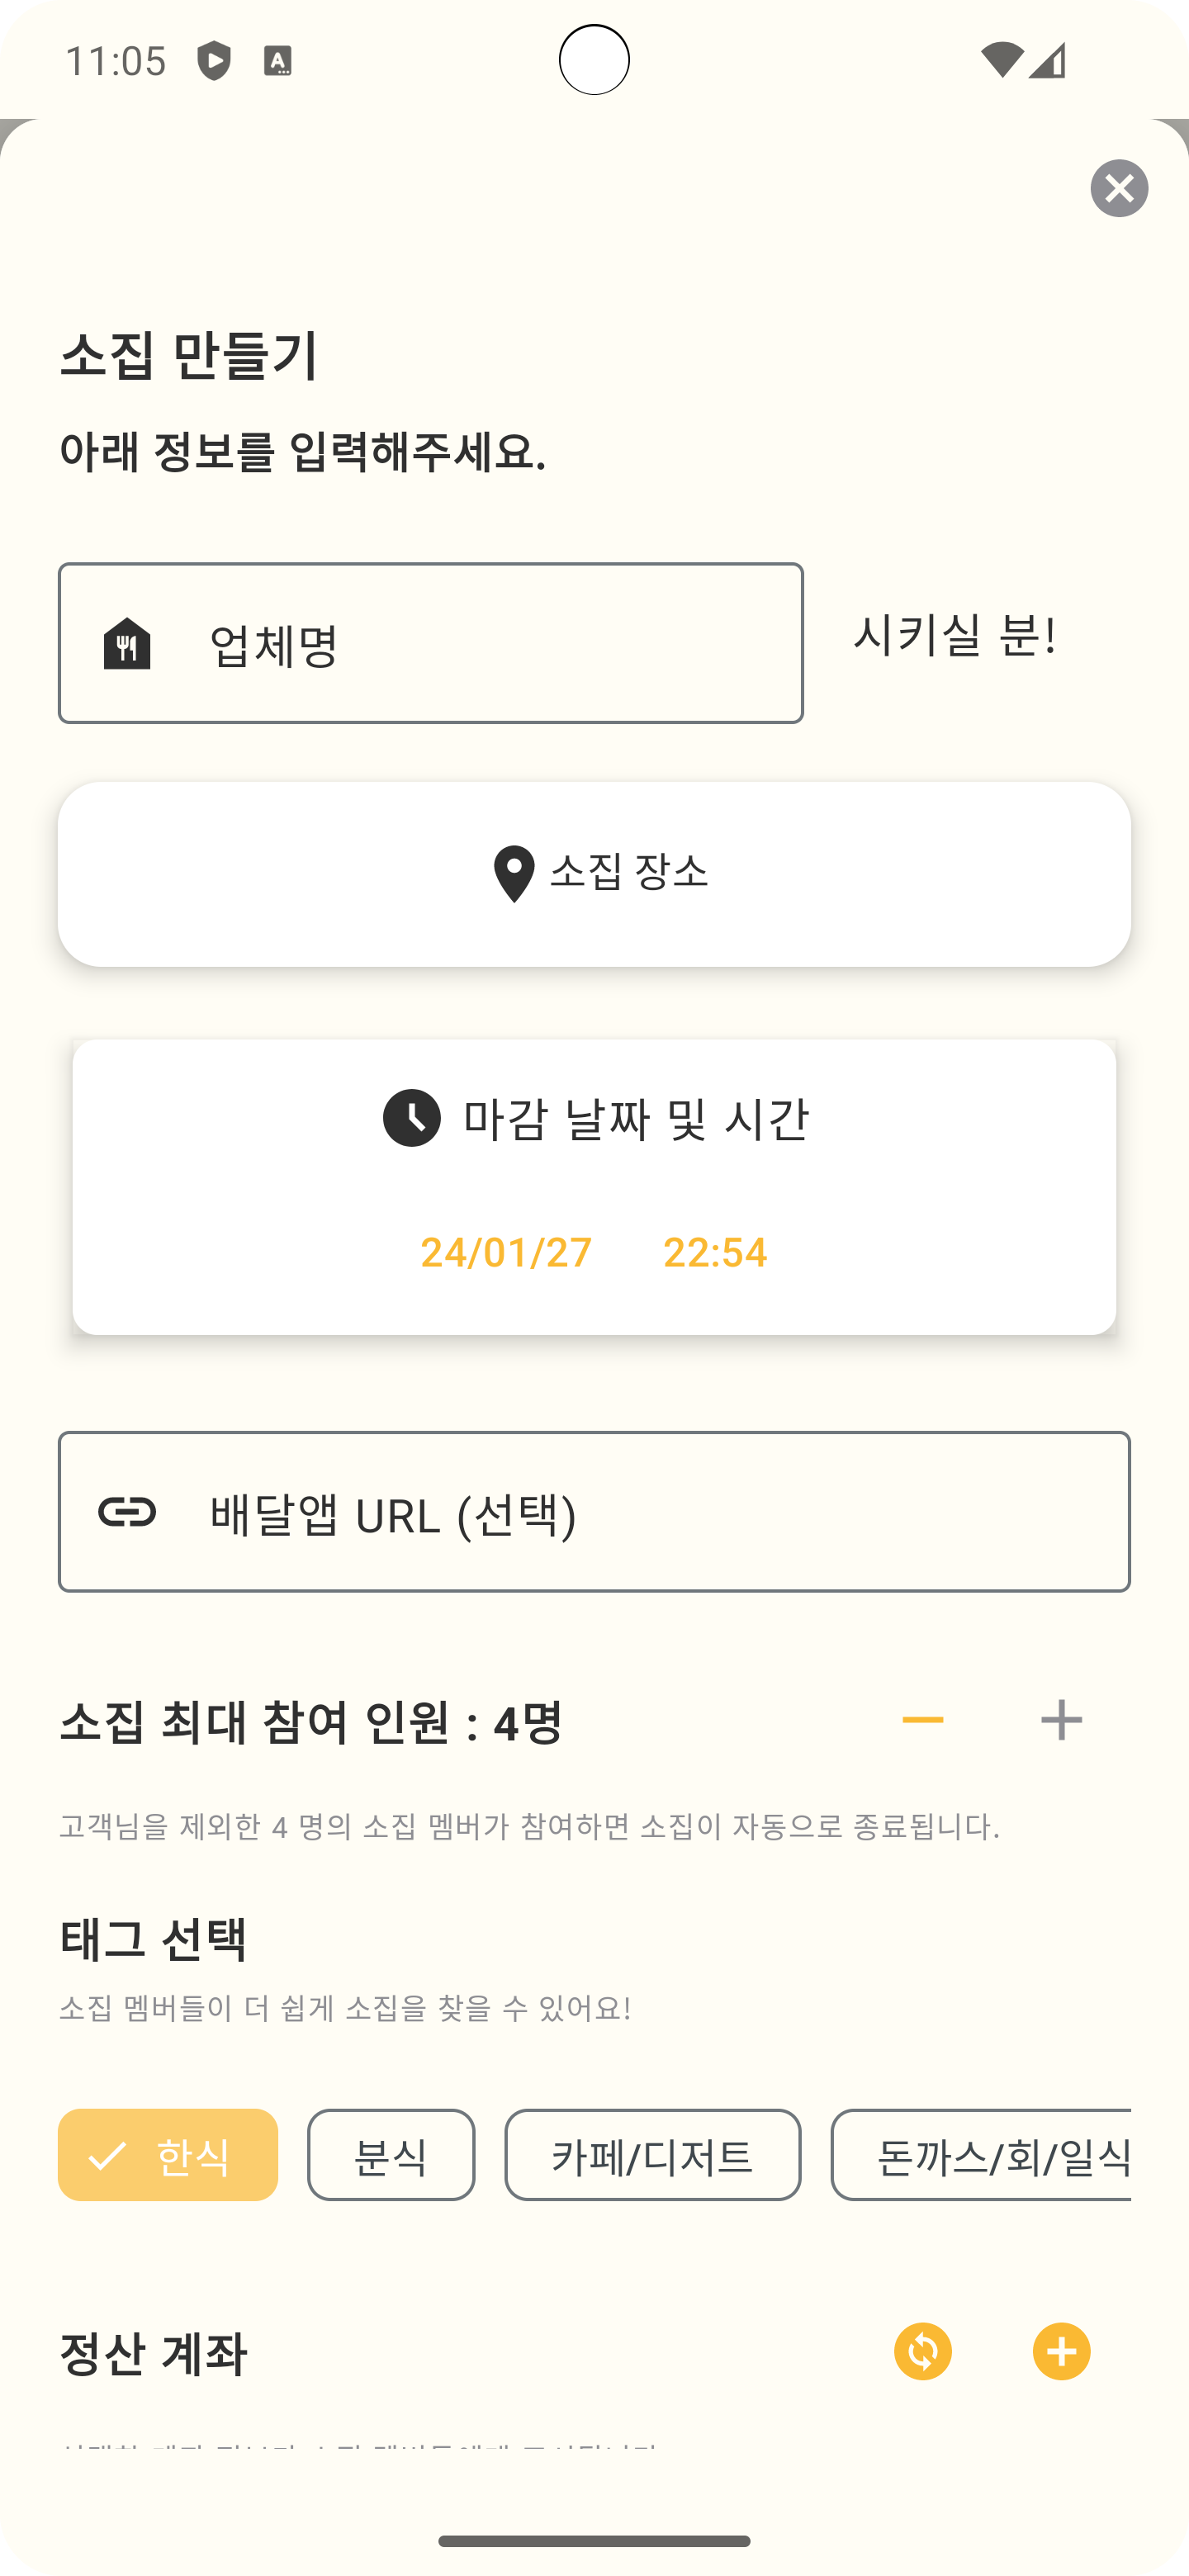 11:05
소집 만들기
아래 정보를 입력해주세요.
업체명
시키실 분!
소집 장소
마감 날짜 및 시간
24/01/27 22:54
배달앱 URL (선택)
소집 최대 참여 인원 : 4명
고객님을 제외한 4 명의 소집 멤버가 참여하면 소집이 자동으로 종료됩니다.
태그 선택
소집 멤버들이 더 쉽게 소집을 찾을 수 있어요!
한식 분식 카페/디저트 돈까스/회/일식
정산 계좌